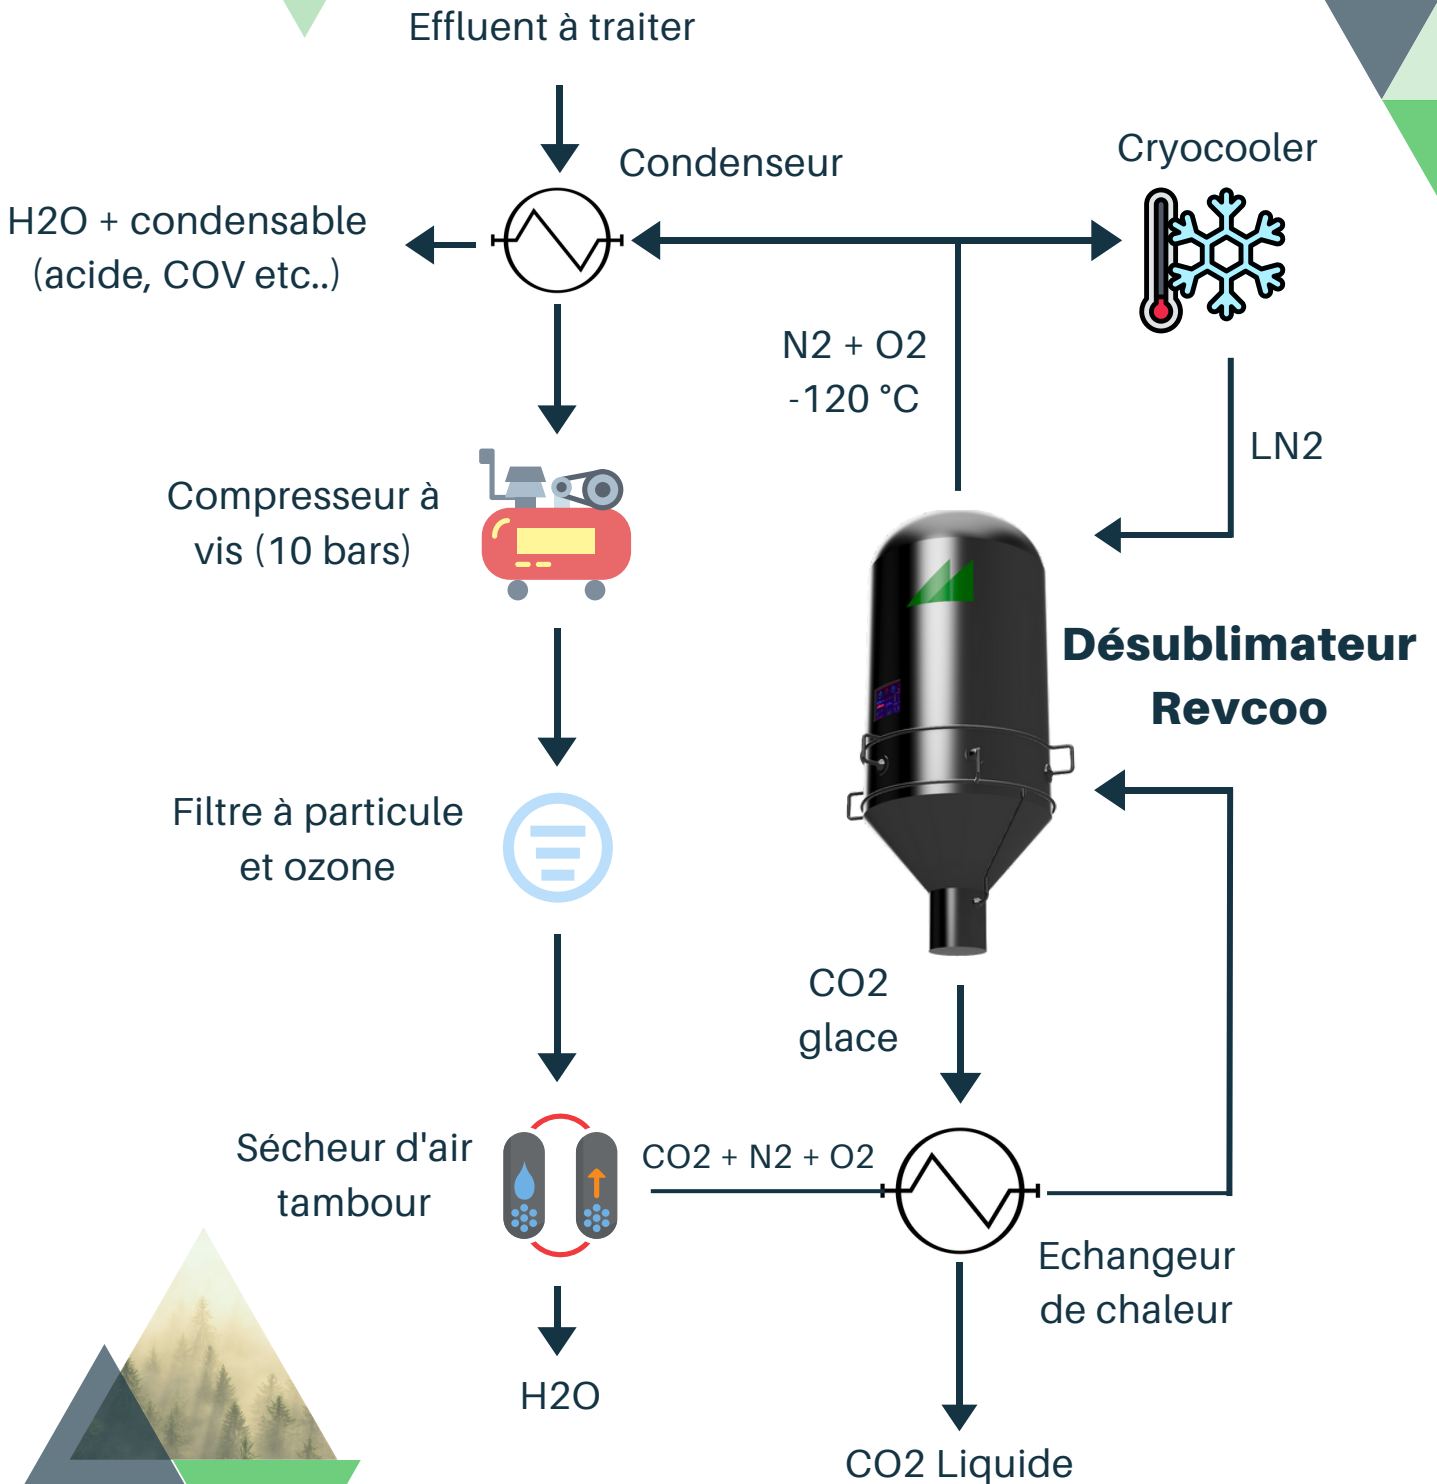 Effluent à traiter
Condenseur
Cryocooler
H2O + condensable
(acide, COV etc..)
N2 + O2
-120 °C
LN2
Compresseur à
vis (10 bars)
Désublimateur
Revcoo
Filtre à particule
et ozone
CO2
glace
Sécheur d'air
tambour
CO2 + N2 + O2
Echangeur
de chaleur
H2O
CO2 Liquide